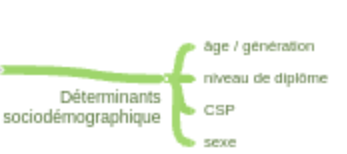 âge / génération
niveau de diplôme
Déterminants
sociodémographique
CSP
sexe